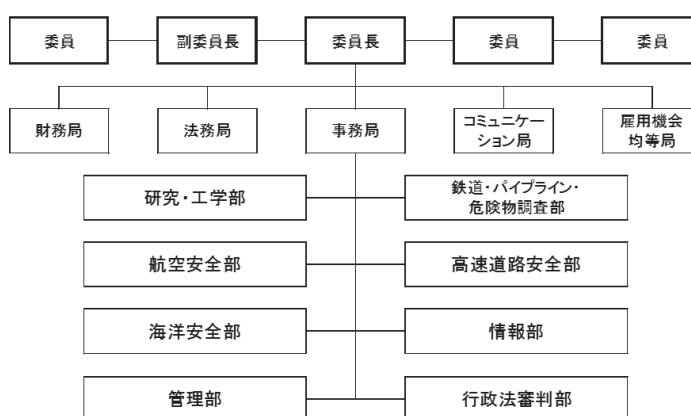 委員
副委員長
委員長
委員
委員
財務局
法務局
事務局
コミュニケー
ション局
雇用機会
均等局
研究・工学部
鉄道・パイプライン・
危険物調査部
航空安全部
高速道路安全部
海洋安全部
情報部
管理部
行政法審判部